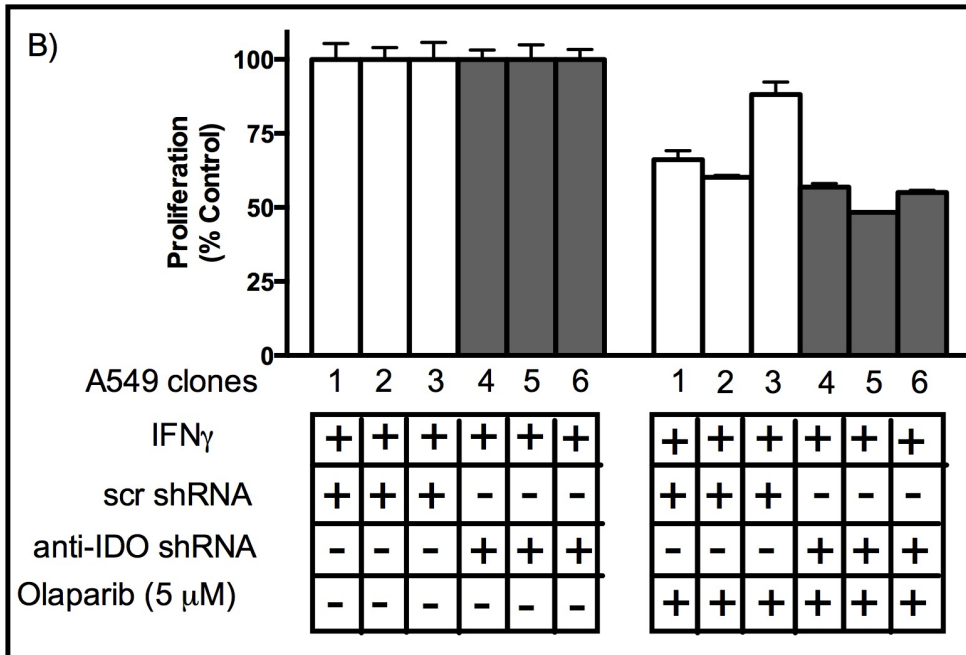 B)
Proliferation
(% Control)
100
75
50
25
0
A549 clones 1 2 3 4 5 6 1 2 3 4 5 6
IFNγ + + + + + + + + + + + +
scr shRNA + + + - - - + + + - - -
anti-IDO shRNA - - - + + + - - - + + +
Olaparib (5 μM) - - - - - - + + + + + +